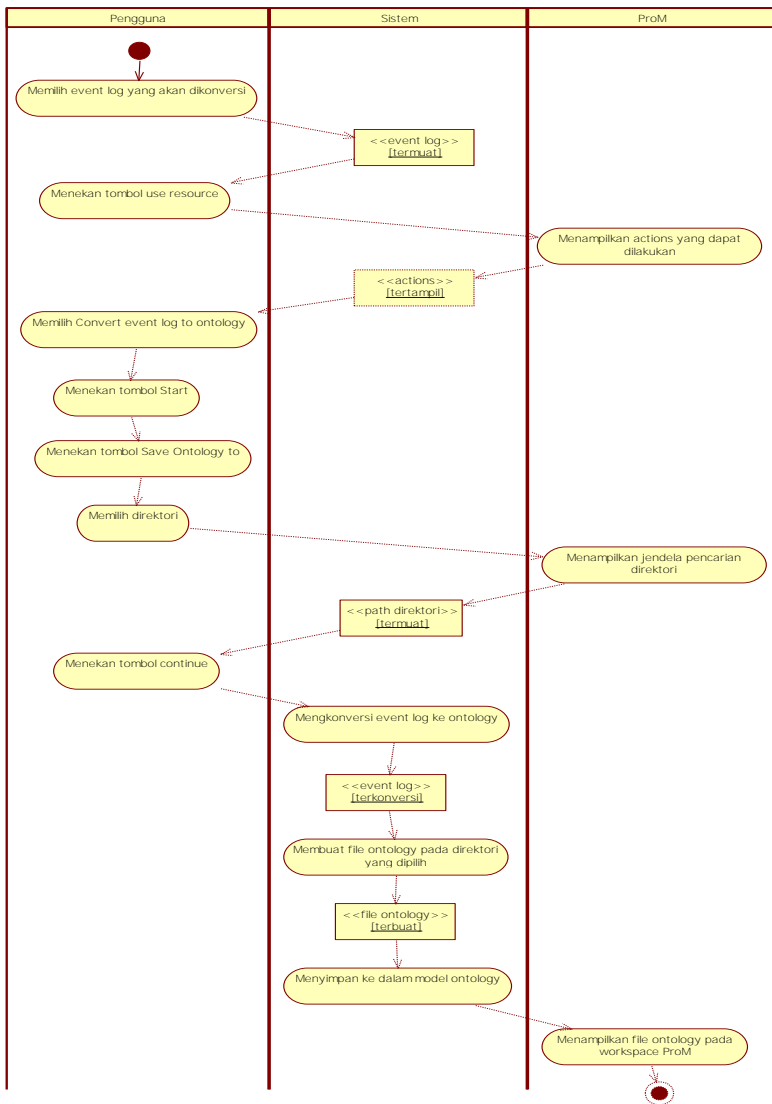 Pengguna
Sistem
ProM
Memilih event log yang akan dikonversi
<<event log>>
[termuat]
Menekan tombol use resource
Menampilkan actions yang dapat
dilakukan
<<actions>>
[tertampil]
Memilih Convert event log to ontology
Menekan tombol Start
Menekan tombol Save Ontology to
Memilih direktori
Menampilkan jendela pencarian
direktori
<<path direktori>>
[termuat]
Menekan tombol continue
Mengkonversi event log ke ontology
<<event log>>
[terkonversi]
Membuat file ontology pada direktori
yang dipilih
<<file ontology>>
[terbuat]
Menyimpan ke dalam model ontology
Menampilkan file ontology pada
workspace ProM